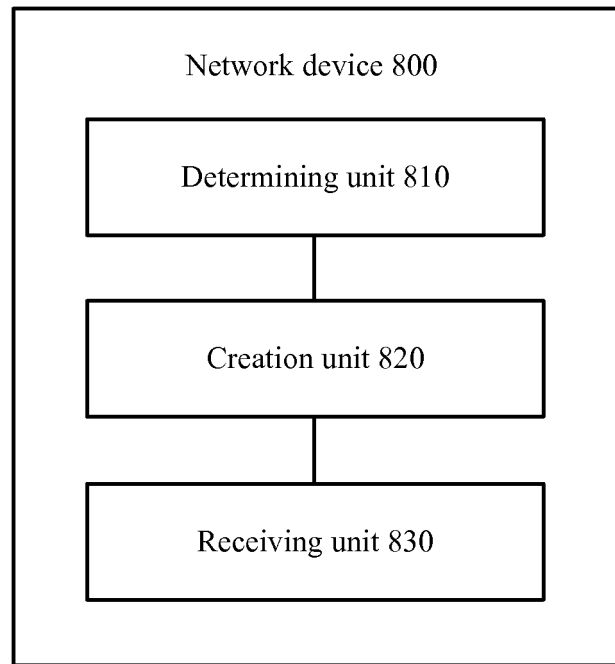 Network device 800
Determining unit 810
Creation unit 820
Receiving unit 830